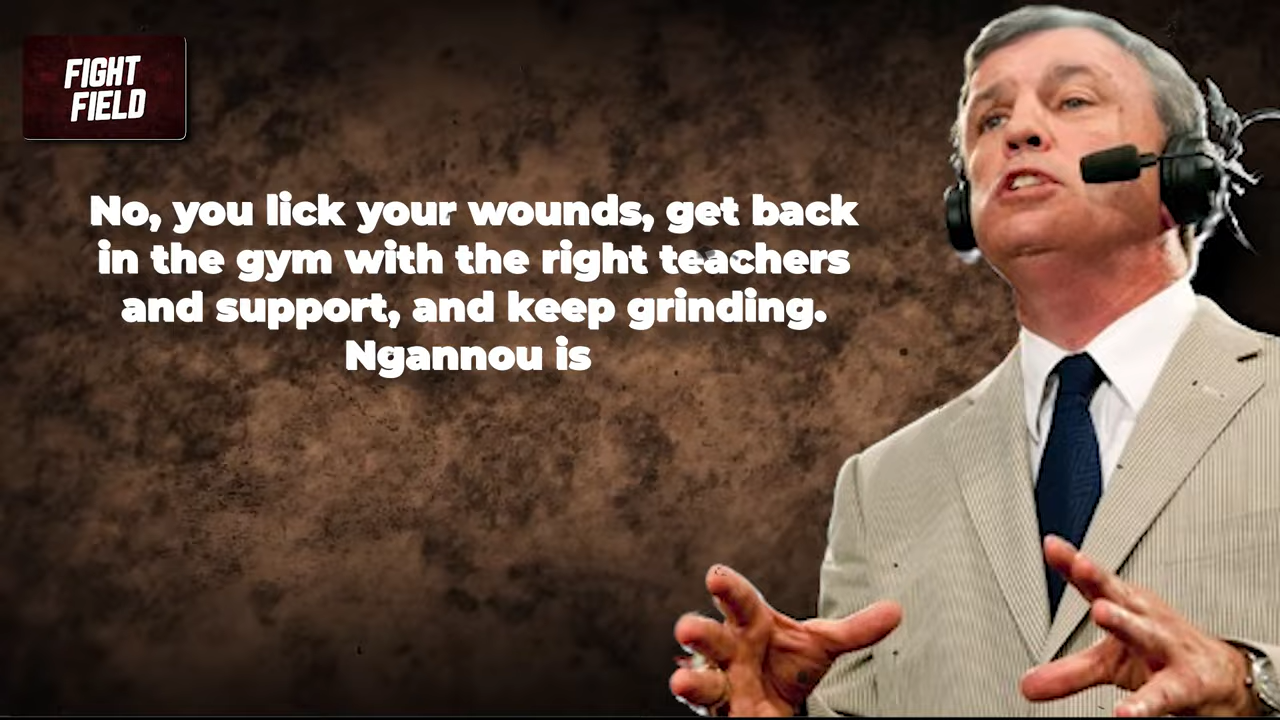 FIGHT
FIELD
No, you lick your wounds, get back
in the gym with the right teachers
and support, and keep grinding.
Ngannou is